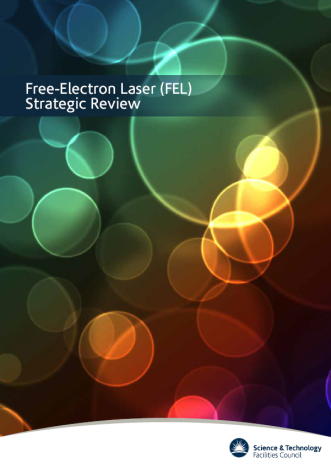 Free-Electron Laser (FEL)
Strategic Review
Science & Technology
Facilities Council